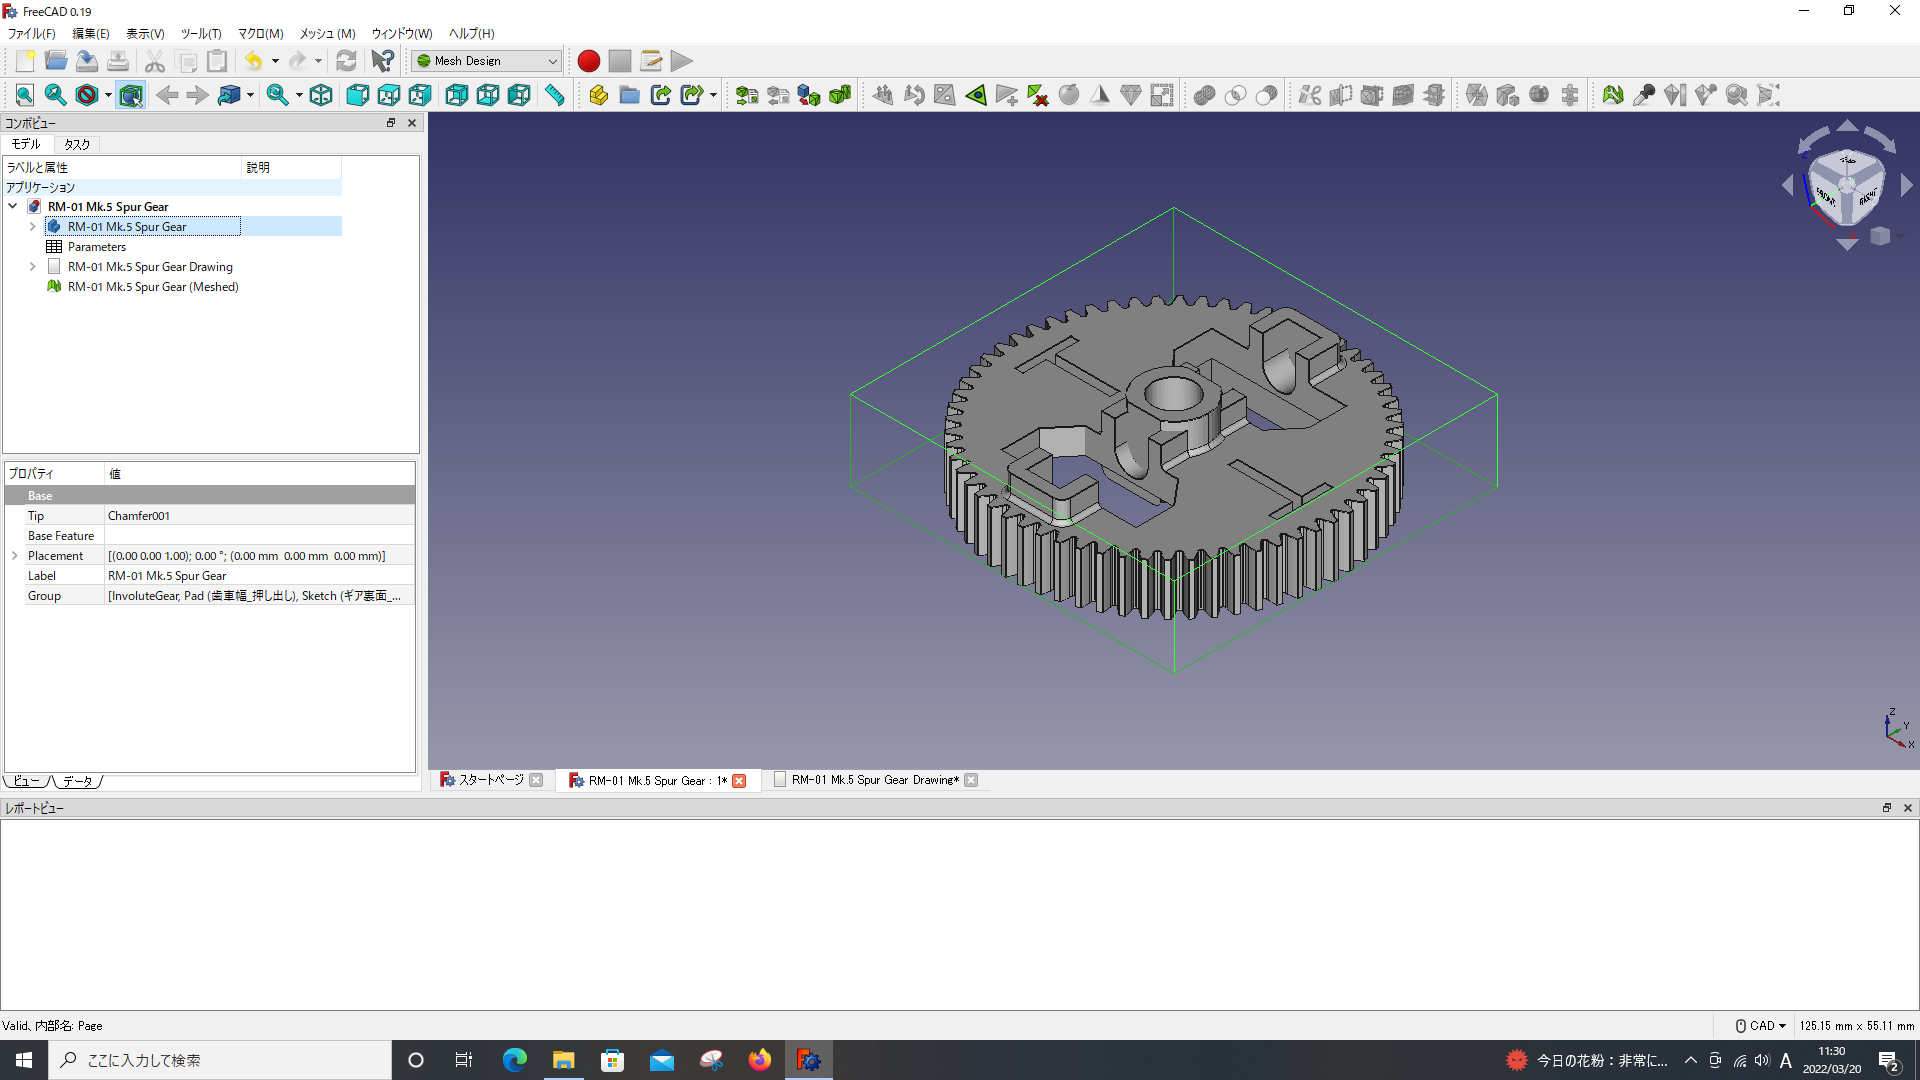 FreeCAD 0.19
ファイル(F) 編集(E) 表示(V) ツール(T) マクロ(M) メッシュ(M) ウィンドウ(W) ヘルプ(H)
Mesh Design
コンボビュー
モデル タスク
ラベルと属性 説明
アプリケーション
RM-01 Mk.5 Spur Gear
RM-01 Mk.5 Spur Gear
Parameters
RM-01 Mk.5 Spur Gear Drawing
RM-01 Mk.5 Spur Gear (Meshed)
プロパティ 値
Base
Tip Chamfer001
Base Feature
Placement [(0.00 0.00 1.00); 0.00 °; (0.00 mm 0.00 mm 0.00 mm)]
Label RM-01 Mk.5 Spur Gear
Group [InvoluteGear, Pad (歯車幅_押し出し), Sketch (ギア裏面_...
ビュー データ
FRONT RIGHT
Z
Y
X
スタートページ RM-01 Mk.5 Spur Gear : 1* RM-01 Mk.5 Spur Gear Drawing*
レポートビュー
Valid、内部名: Page
CAD 125.15 mm x 55.11 mm
ここに入力して検索
今日の花粉：非常に...
A
11:30
2022/03/20
2